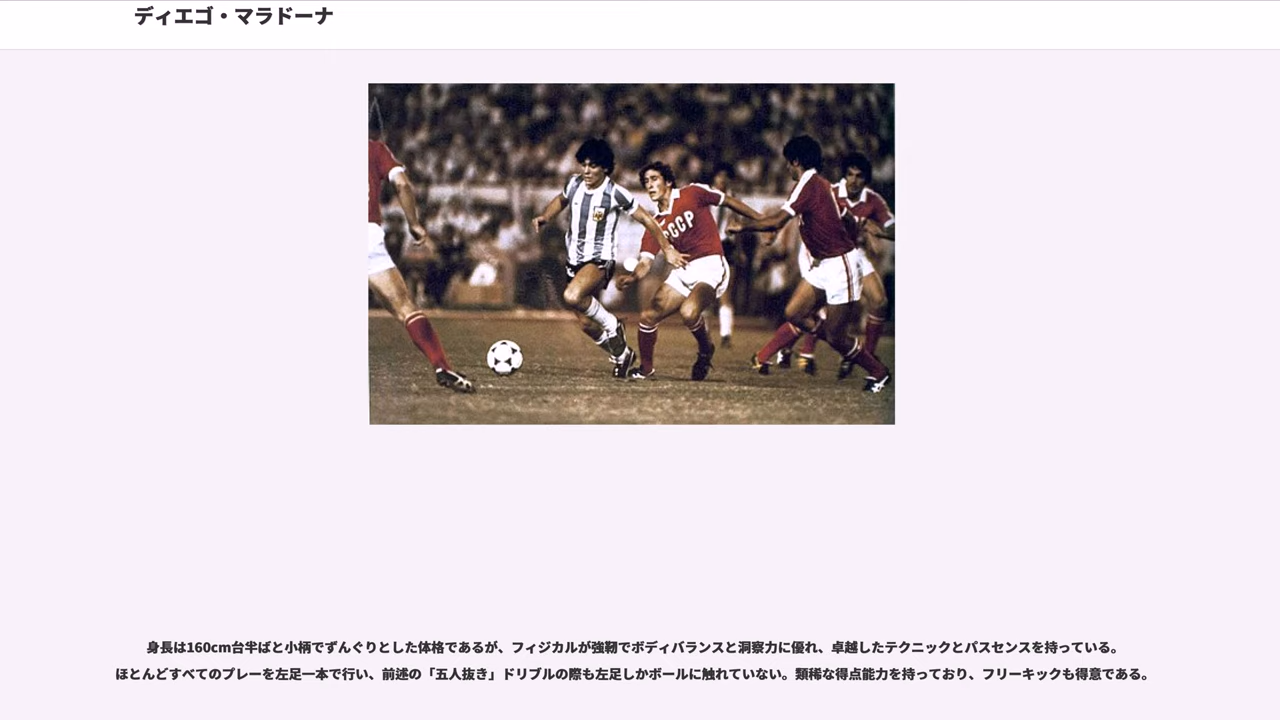 ディエゴ・マラドーナ
CCCP
身長は160cm台半ばと小柄でずんぐりとした体格であるが、フィジカルが強靭でボディバランスと洞察力に優れ、卓越したテクニックとパスセンスを持っている。
ほとんどすべてのプレーを左足一本で行い、前述の「五人抜き」ドリブルの際も左足しかボールに触れていない。類稀な得点能力を持っており、フリーキックも得意である。